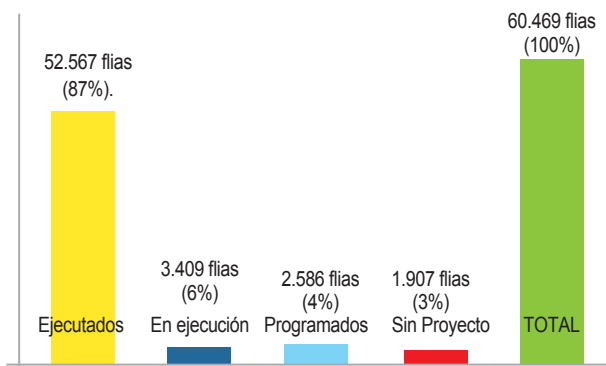 60.469 flias
(100%)
52.567 flias
(87%).
3.409 flias
(6%)
2.586 flias
(4%)
1.907 flias
(3%)
Ejecutados
En ejecución
Programados
Sin Proyecto
TOTAL